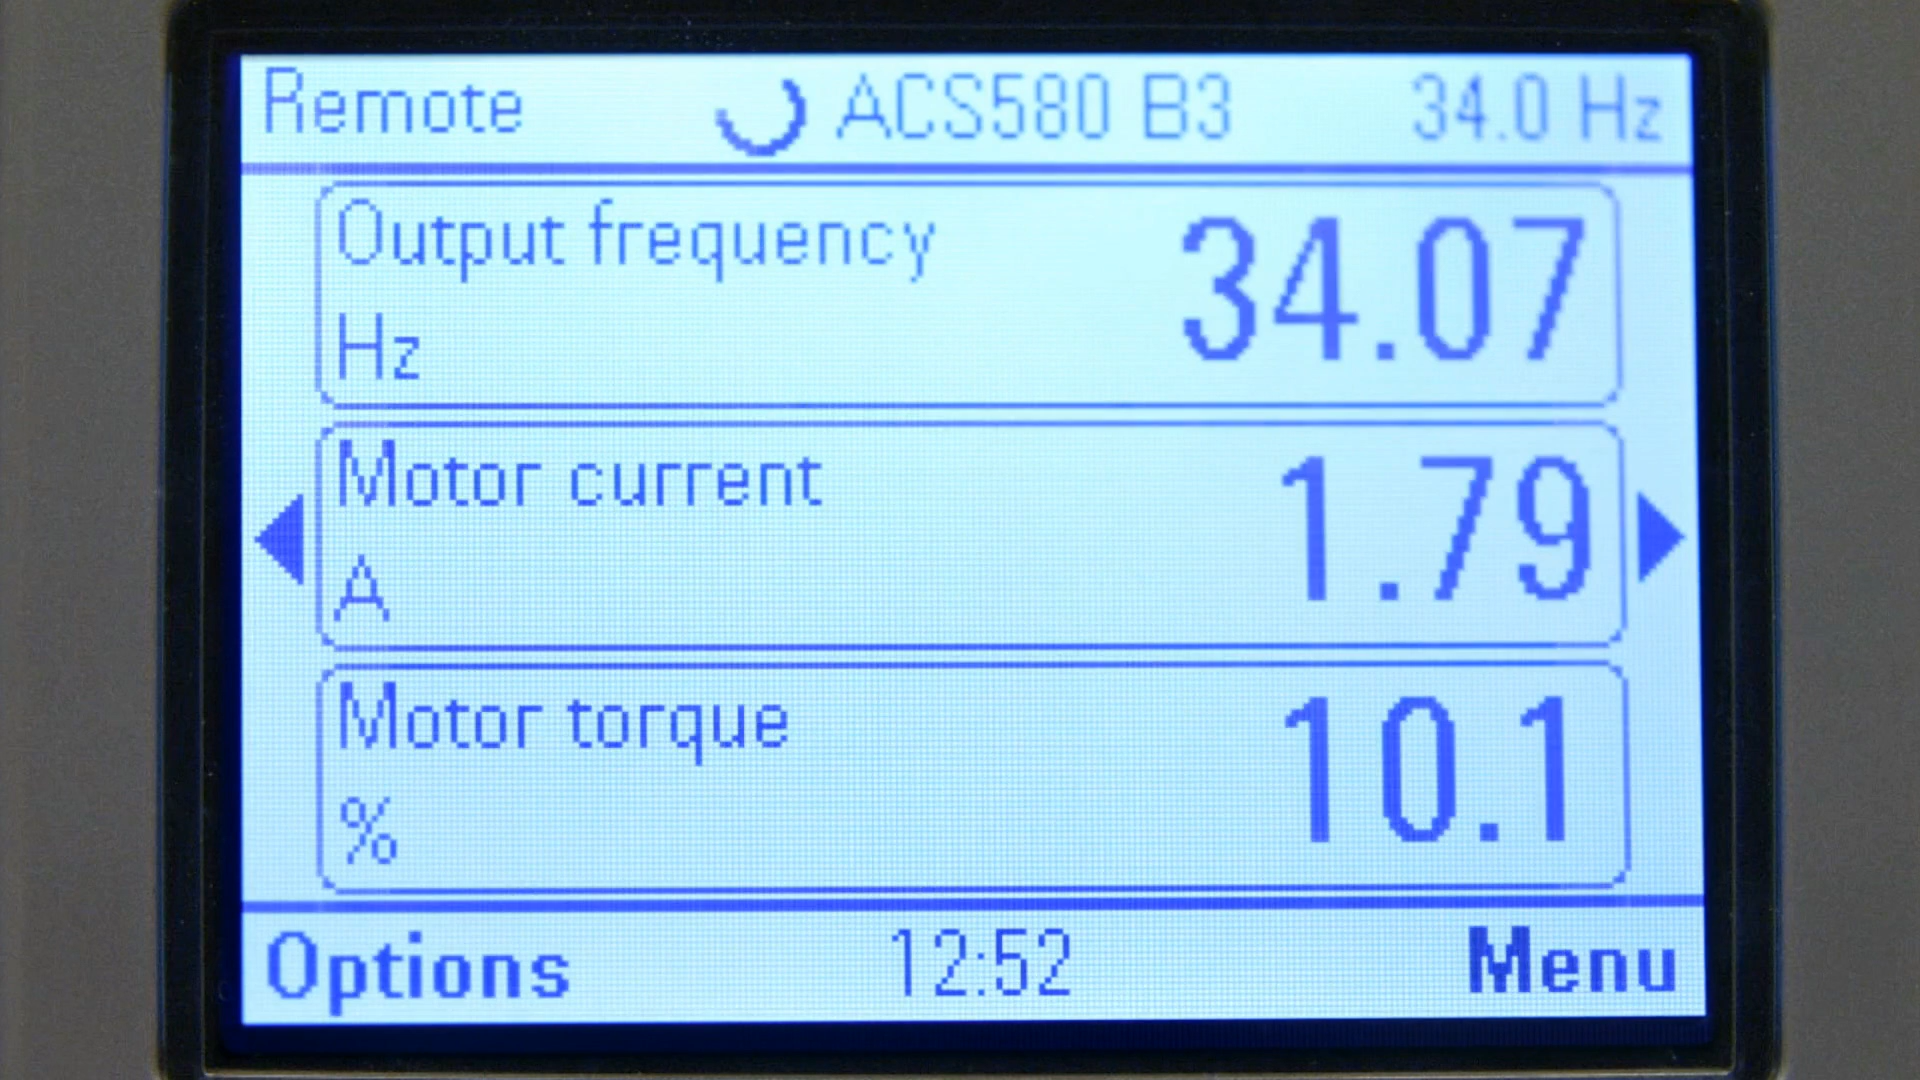 Remote ACS580 B3 34.0 Hz
Output frequency 34.07
Hz
Motor current 1.79
A
Motor torque 10.1
%
Options 12:52 Menu